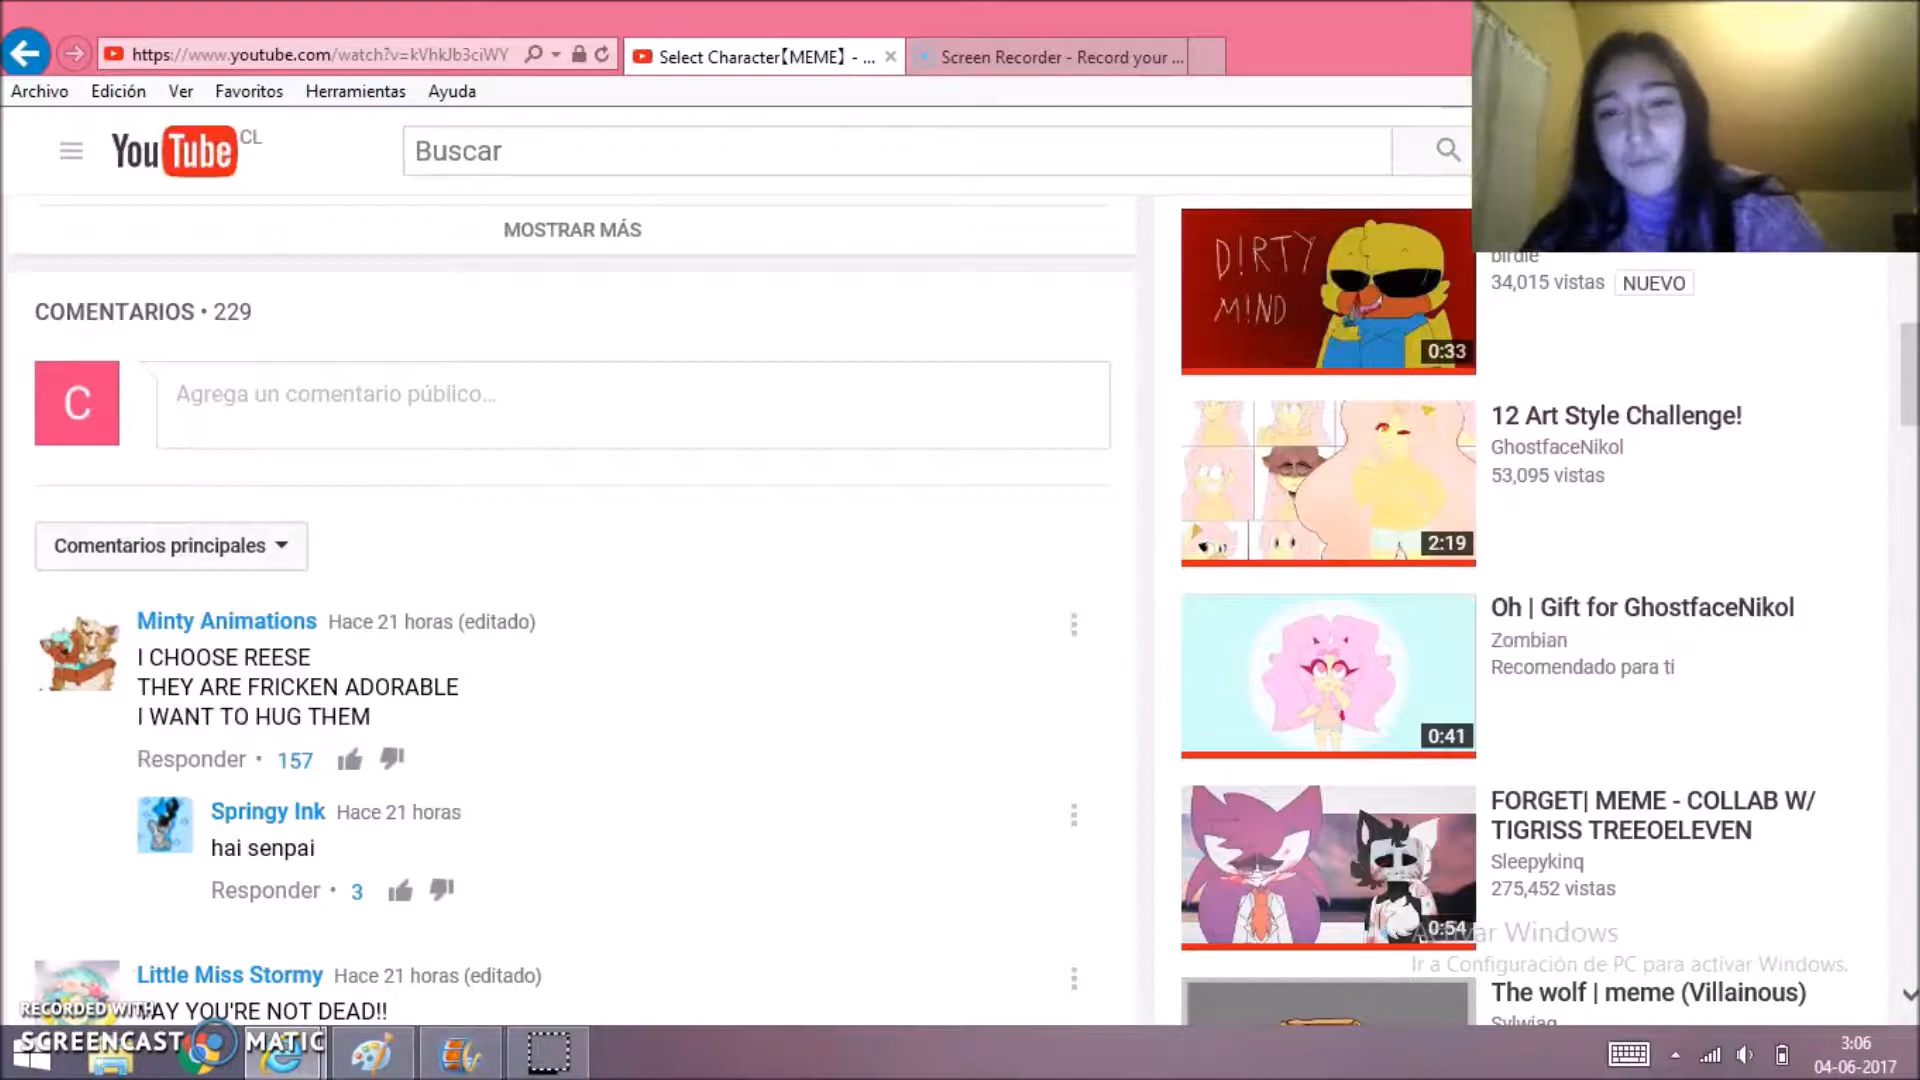 https://www.youtube.com/watch?v=kVhkJb3ciWY
Select Character【MEME】 - ...
Screen Recorder - Record your ...
Archivo Edición Ver Favoritos Herramientas Ayuda
YouTube CL
Buscar
MOSTRAR MÁS
COMENTARIOS • 229
C
Agrega un comentario público...
Comentarios principales
Minty Animations Hace 21 horas (editado)
I CHOOSE REESE
THEY ARE FRICKEN ADORABLE
I WANT TO HUG THEM
Responder • 157
Springy Ink Hace 21 horas
hai senpai
Responder • 3
Little Miss Stormy Hace 21 horas (editado)
YAY YOU'RE NOT DEAD!!
D!RTY
M!ND
0:33
birdie
34,015 vistas NUEVO
12 Art Style Challenge!
GhostfaceNikol
53,095 vistas
2:19
Oh | Gift for GhostfaceNikol
Zombian
Recomendado para ti
0:41
FORGET| MEME - COLLAB W/
TIGRISS TREEOELEVEN
Sleepykinq
275,452 vistas
0:54
Activar Windows
Ir a Configuración de PC para activar Windows.
The wolf | meme (Villainous)
Sylwiag
RECORDED WITH
SCREENCAST MATIC
3:06
04-06-2017